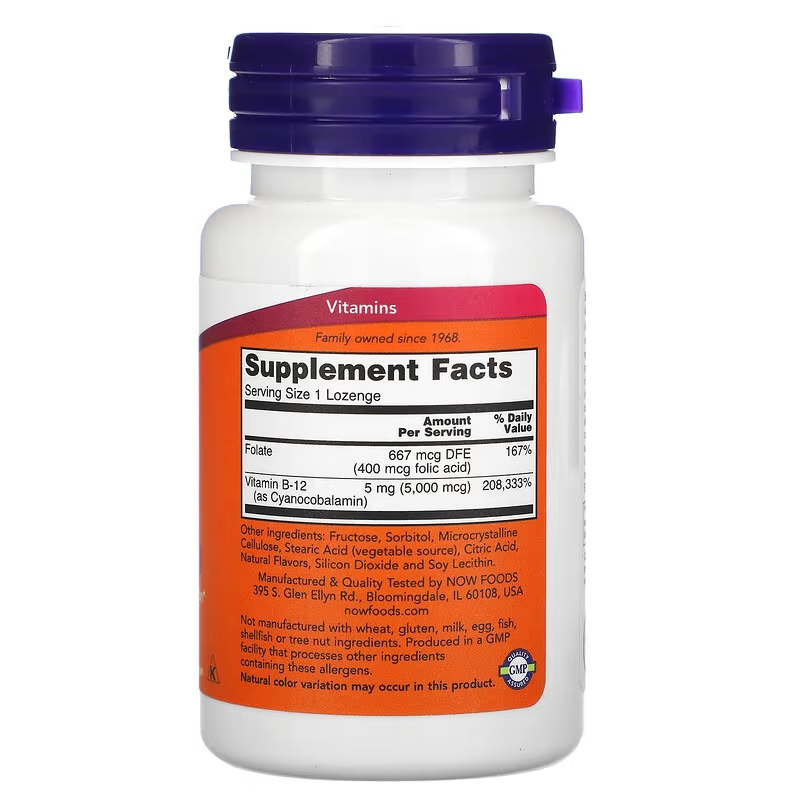 Vitamins
Family owned since 1968.
Supplement Facts
Serving Size 1 Lozenge
Amount Per Serving % Daily Value
Folate 667 mcg DFE 167%
(400 mcg folic acid)
Vitamin B-12 5 mg (5,000 mcg) 208,333%
(as Cyanocobalamin)
Other ingredients: Fructose, Sorbitol, Microcrystalline
Cellulose, Stearic Acid (vegetable source), Citric Acid,
Natural Flavors, Silicon Dioxide and Soy Lecithin.
Manufactured & Quality Tested by NOW FOODS
395 S. Glen Ellyn Rd., Bloomingdale, IL 60108, USA
nowfoods.com
Not manufactured with wheat, gluten, milk, egg, fish,
shellfish or tree nut ingredients. Produced in a GMP
facility that processes other ingredients
containing these allergens.
Natural color variation may occur in this product.
QUALITY
GMP
ASSURED
K